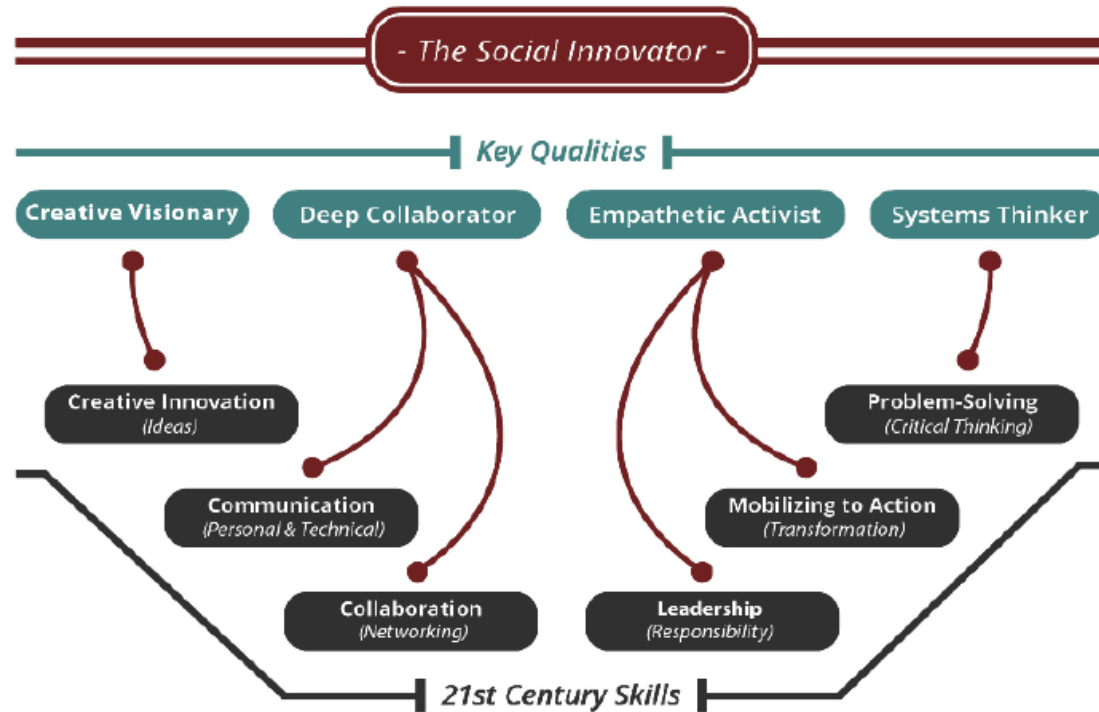 - The Social Innovator -
Key Qualities
Creative Visionary
Deep Collaborator
Empathetic Activist
Systems Thinker
Creative Innovation
(Ideas)
Problem-Solving
(Critical Thinking)
Communication
(Personal & Technical)
Mobilizing to Action
(Transformation)
Collaboration
(Networking)
Leadership
(Responsibility)
21st Century Skills